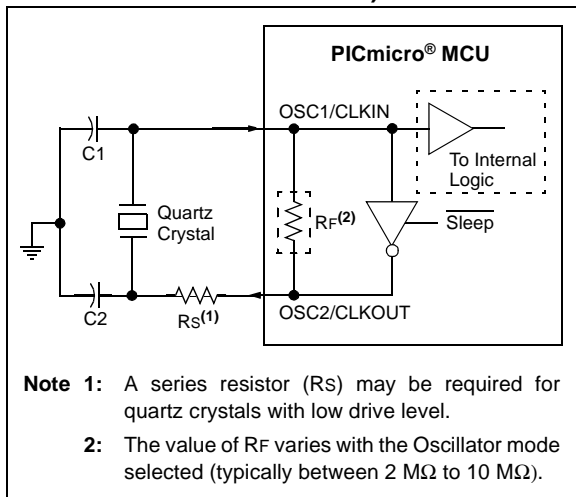 PICmicro® MCU
OSC1/CLKIN
C1
To Internal
Logic
Quartz
Crystal
RF(2)
Sleep
C2
RS(1)
OSC2/CLKOUT
Note 1: A series resistor (RS) may be required for
quartz crystals with low drive level.
2: The value of RF varies with the Oscillator mode
selected (typically between 2 MΩ to 10 MΩ).